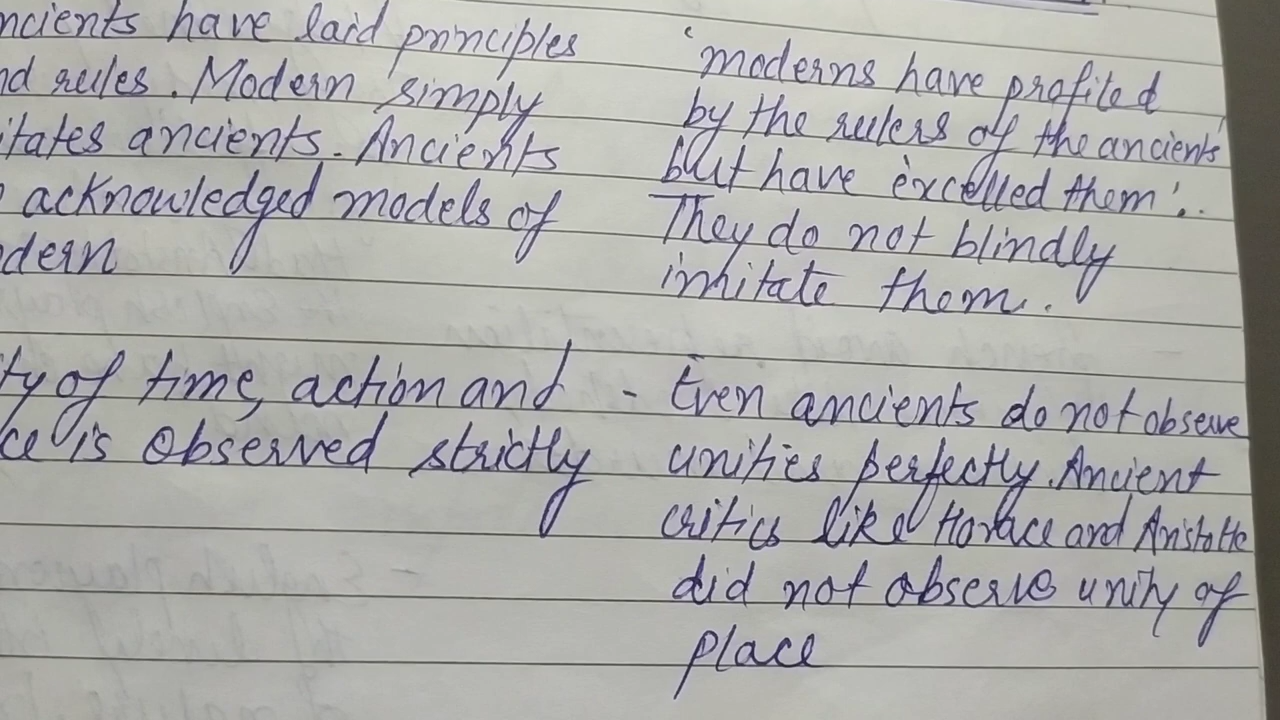 ncients have laid principles
nd rules. Modern simply
itates ancients. Ancients
acknowledged models of
dern
'moderns have profited
by the rulers of the ancients'
but have excelled them'..
They do not blindly
imitate them.
ty of time, action and
ce is observed strictly
- Even ancients do not observe
unities perfectly. Ancient
critics like Horace and Aristotle
did not observe unity of
place